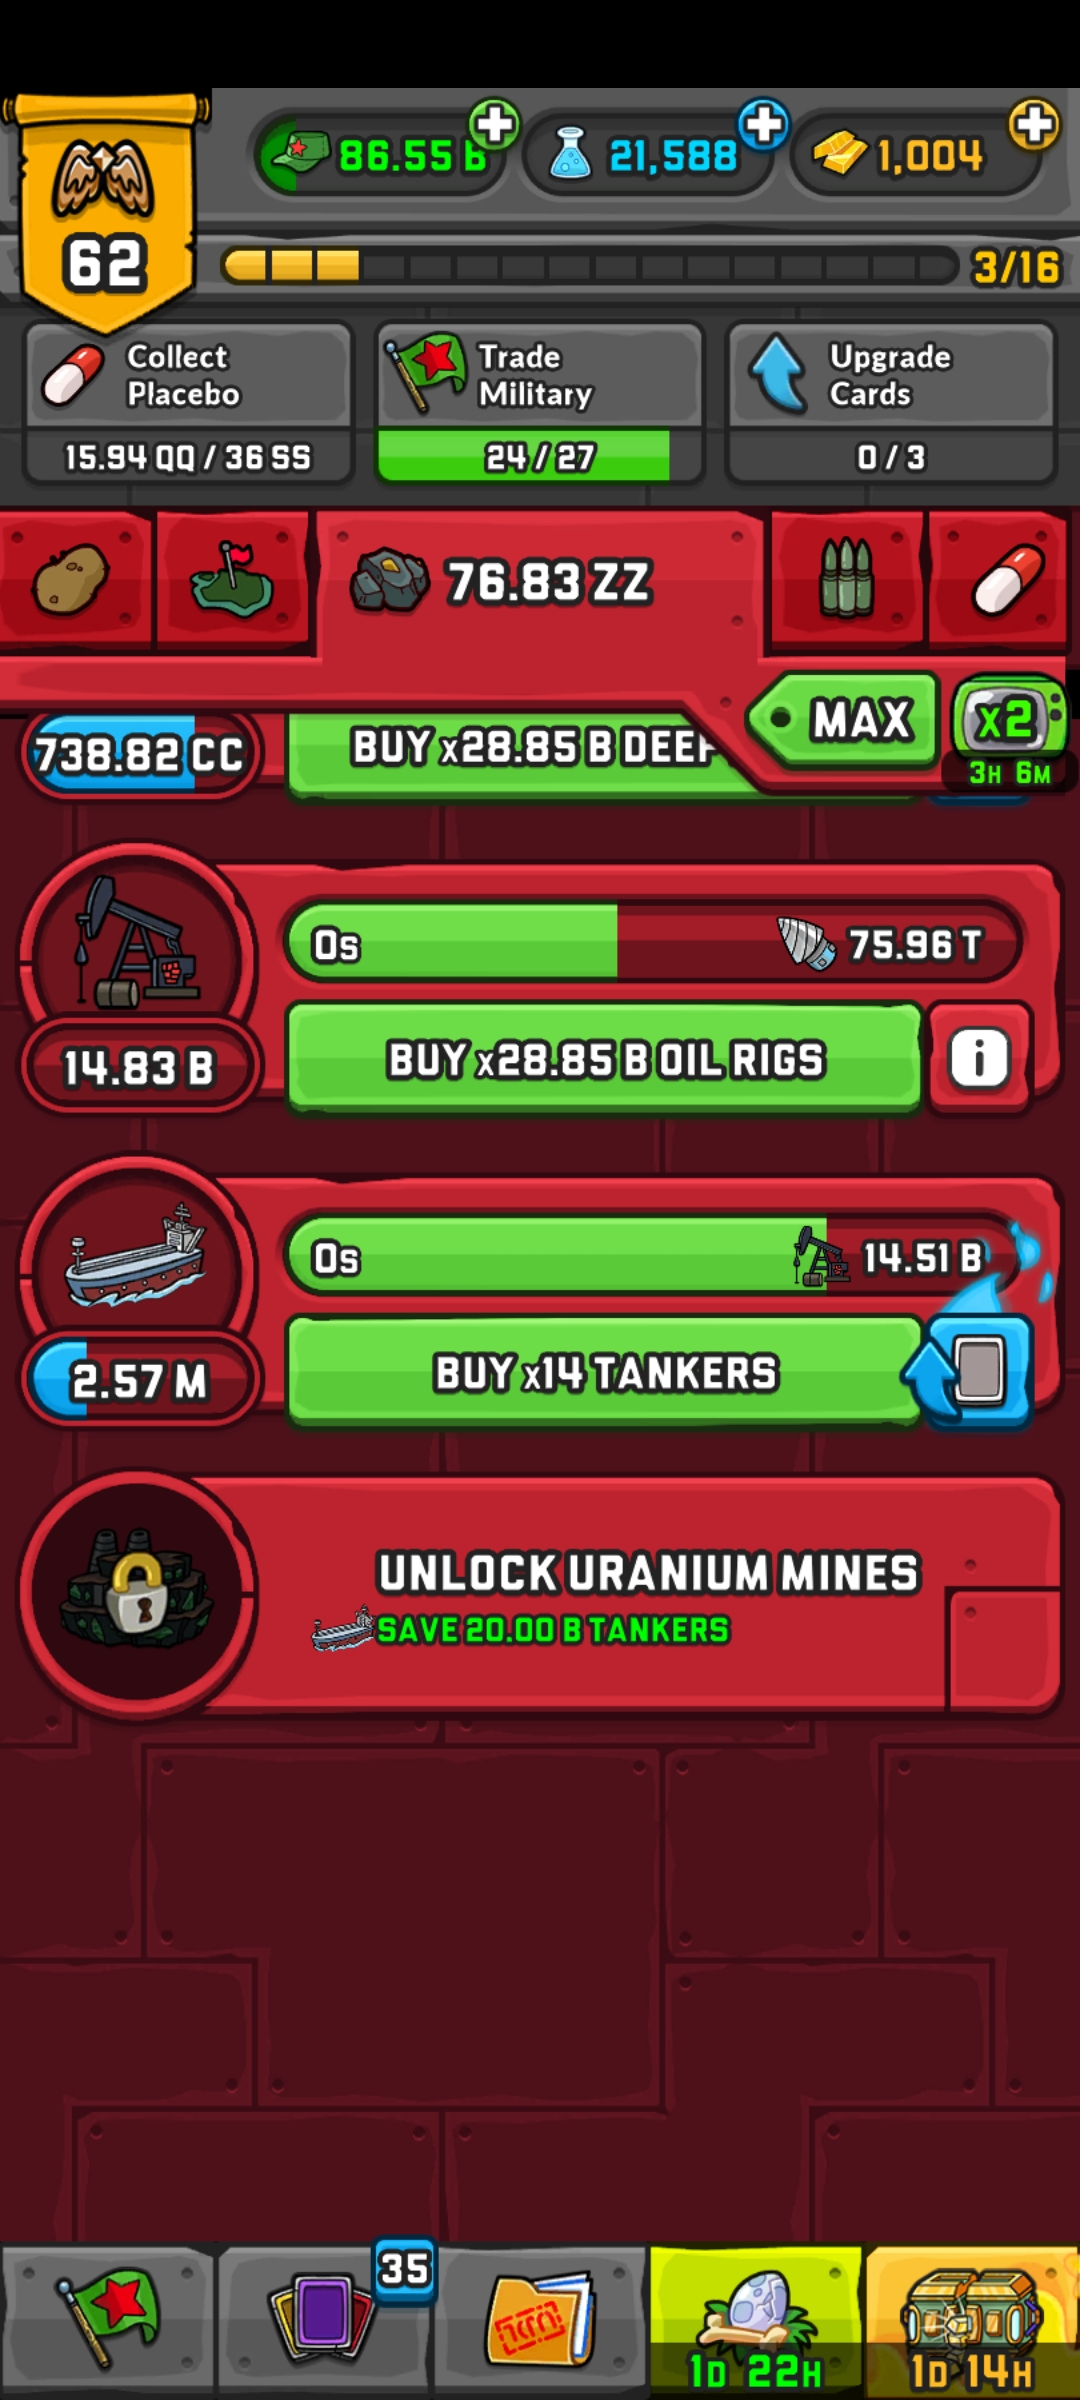 86.55 B
21,588
1,004
62
3/16
Collect
Placebo
15.94 QQ / 36 SS
Trade
Military
24 / 27
Upgrade
Cards
0 / 3
76.83 ZZ
MAX
x2
3H 6M
738.82 CC
BUY x28.85 B DEEP
0s
75.96 T
14.83 B
BUY x28.85 B OIL RIGS
i
0s
14.51 B
2.57 M
BUY x14 TANKERS
UNLOCK URANIUM MINES
SAVE 20.00 B TANKERS
35
1D 22H
1D 14H